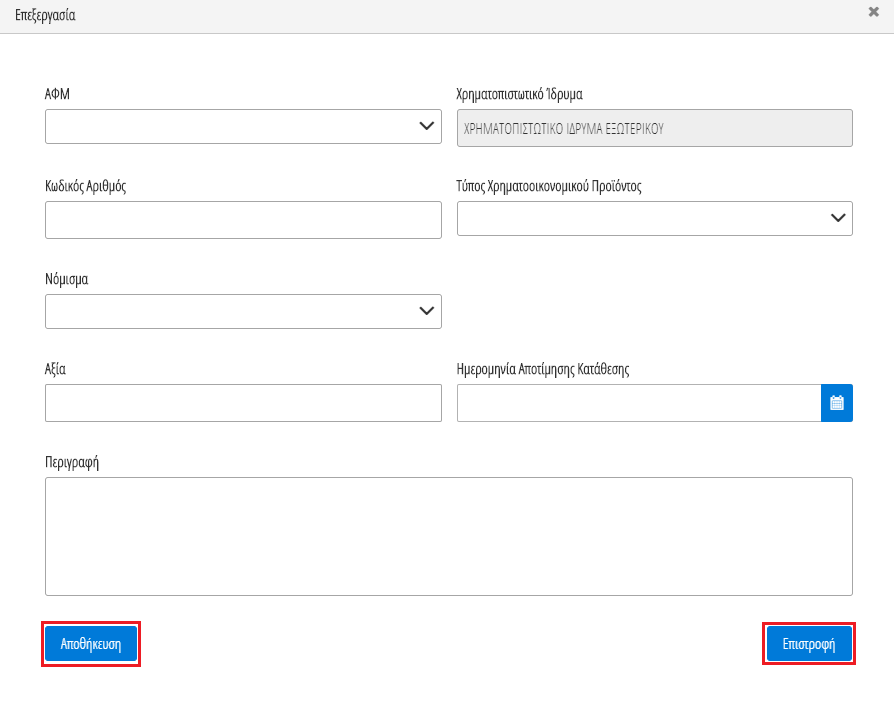 Επεξεργασία
ΑΦΜ
Χρηματοπιστωτικό Ίδρυμα
ΧΡΗΜΑΤΟΠΙΣΤΩΤΙΚΟ ΙΔΡΥΜΑ ΕΞΩΤΕΡΙΚΟΥ
Κωδικός Αριθμός
Τύπος Χρηματοοικονομικού Προϊόντος
Νόμισμα
Αξία
Ημερομηνία Αποτίμησης Κατάθεσης
Περιγραφή
Αποθήκευση
Επιστροφή